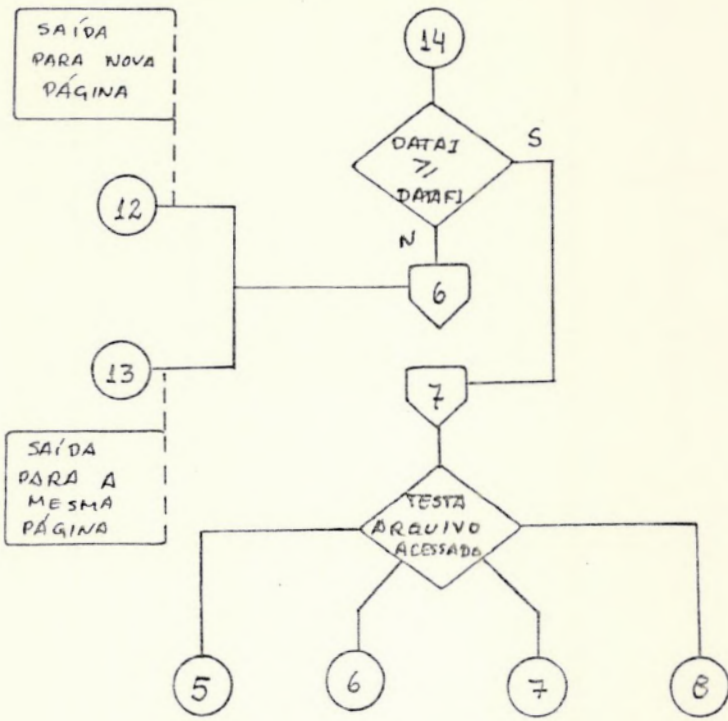 SAÍDA
PARA NOVA
PÁGINA
14
DATAI
≥
DATAFI
S
N
12
6
13
7
SAÍDA
PARA A
MESMA
PÁGINA
TESTA
ARQUIVO
ACESSADO
5
6
7
8